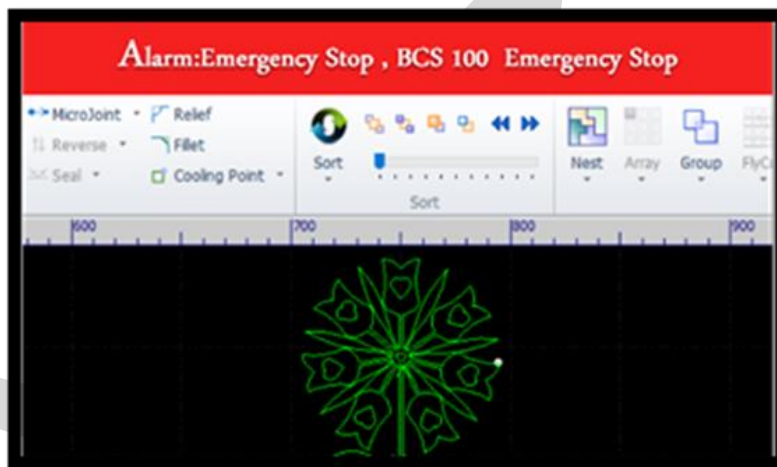 Alarm:Emergency Stop , BCS 100 Emergency Stop
MicroJoint Relief
Reverse Fillet
Seal Cooling Point
Sort Nest Array Group FlyC
Sort
600 700 800 900